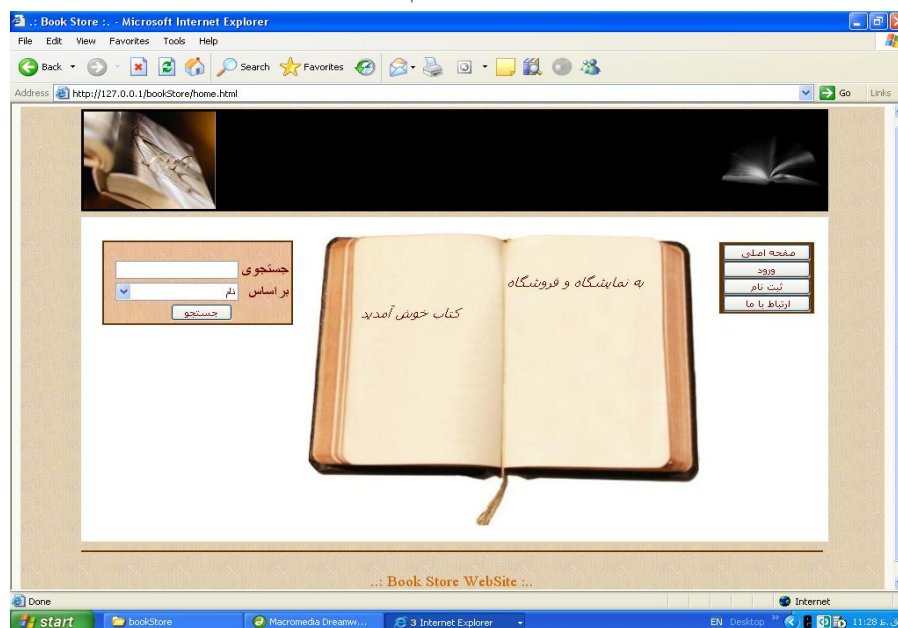 .: Book Store :. - Microsoft Internet Explorer
File Edit View Favorites Tools Help
Back Search Favorites
Address http://127.0.0.1/bookStore/home.html Go Links
جستجوی
بر اساس نام
جستجو
به نمایشگاه و فروشگاه
کتاب خوش آمدید
صفحه اصلی
ورود
ثبت نام
ارتباط با ما
..: Book Store WebSite :..
Done Internet
start bookStore Macromedia Dreamw... 3 Internet Explorer EN Desktop 11:28